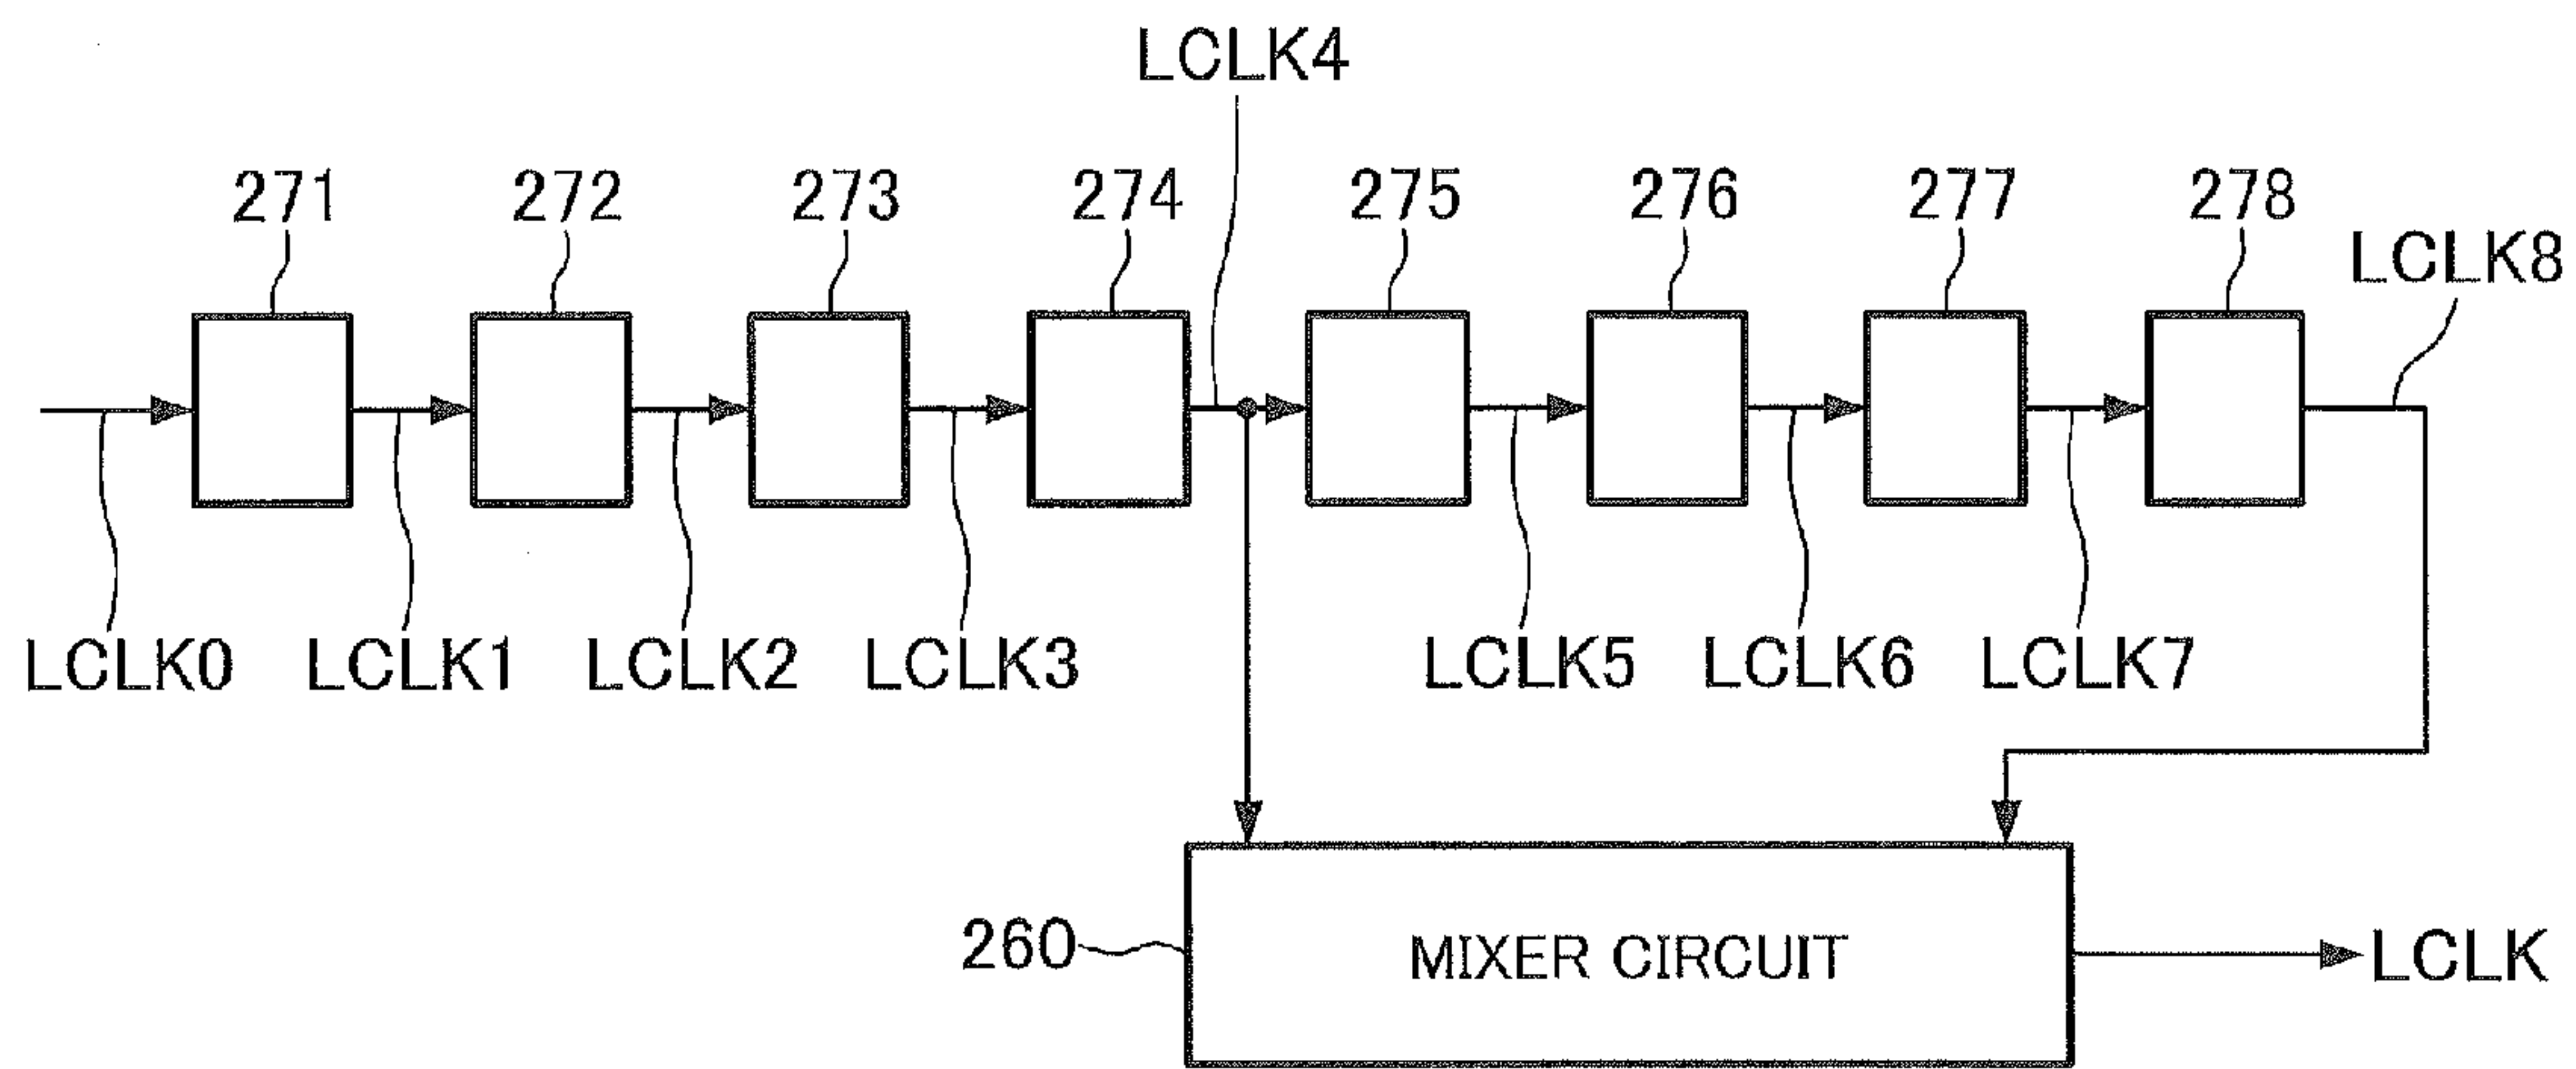 LCLK4
271 272 273 274 275 276 277 278
LCLK8
LCLK0 LCLK1 LCLK2 LCLK3 LCLK5 LCLK6 LCLK7
260 MIXER CIRCUIT LCLK